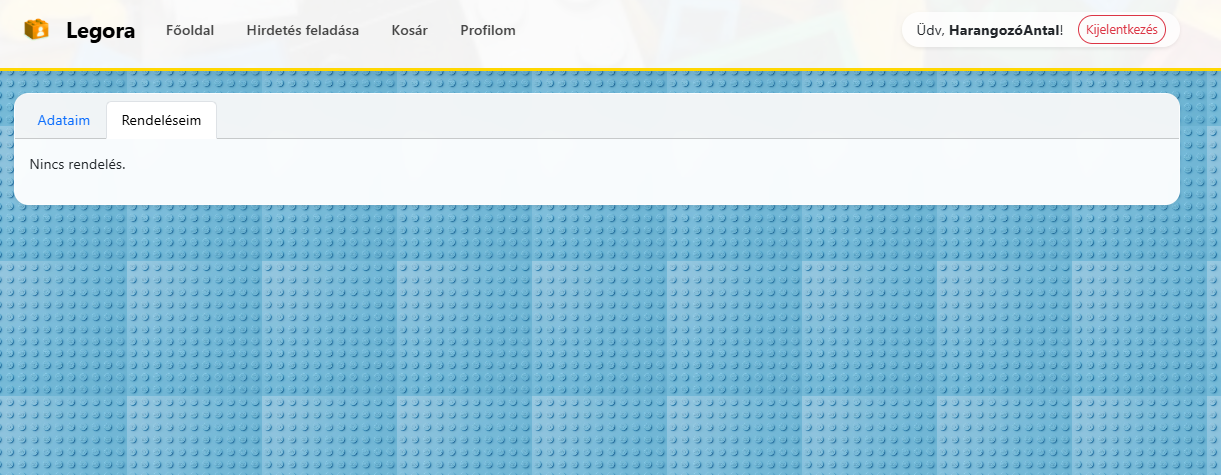 Legora Főoldal Hirdetés feladása Kosár Profilom Üdv, HarangozóAntal! Kijelentkezés
Adataim Rendeléseim
Nincs rendelés.